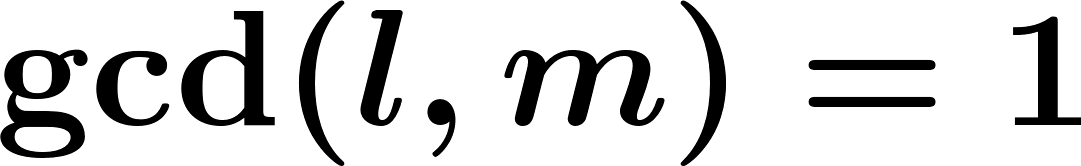 gcd(l, m) = 1